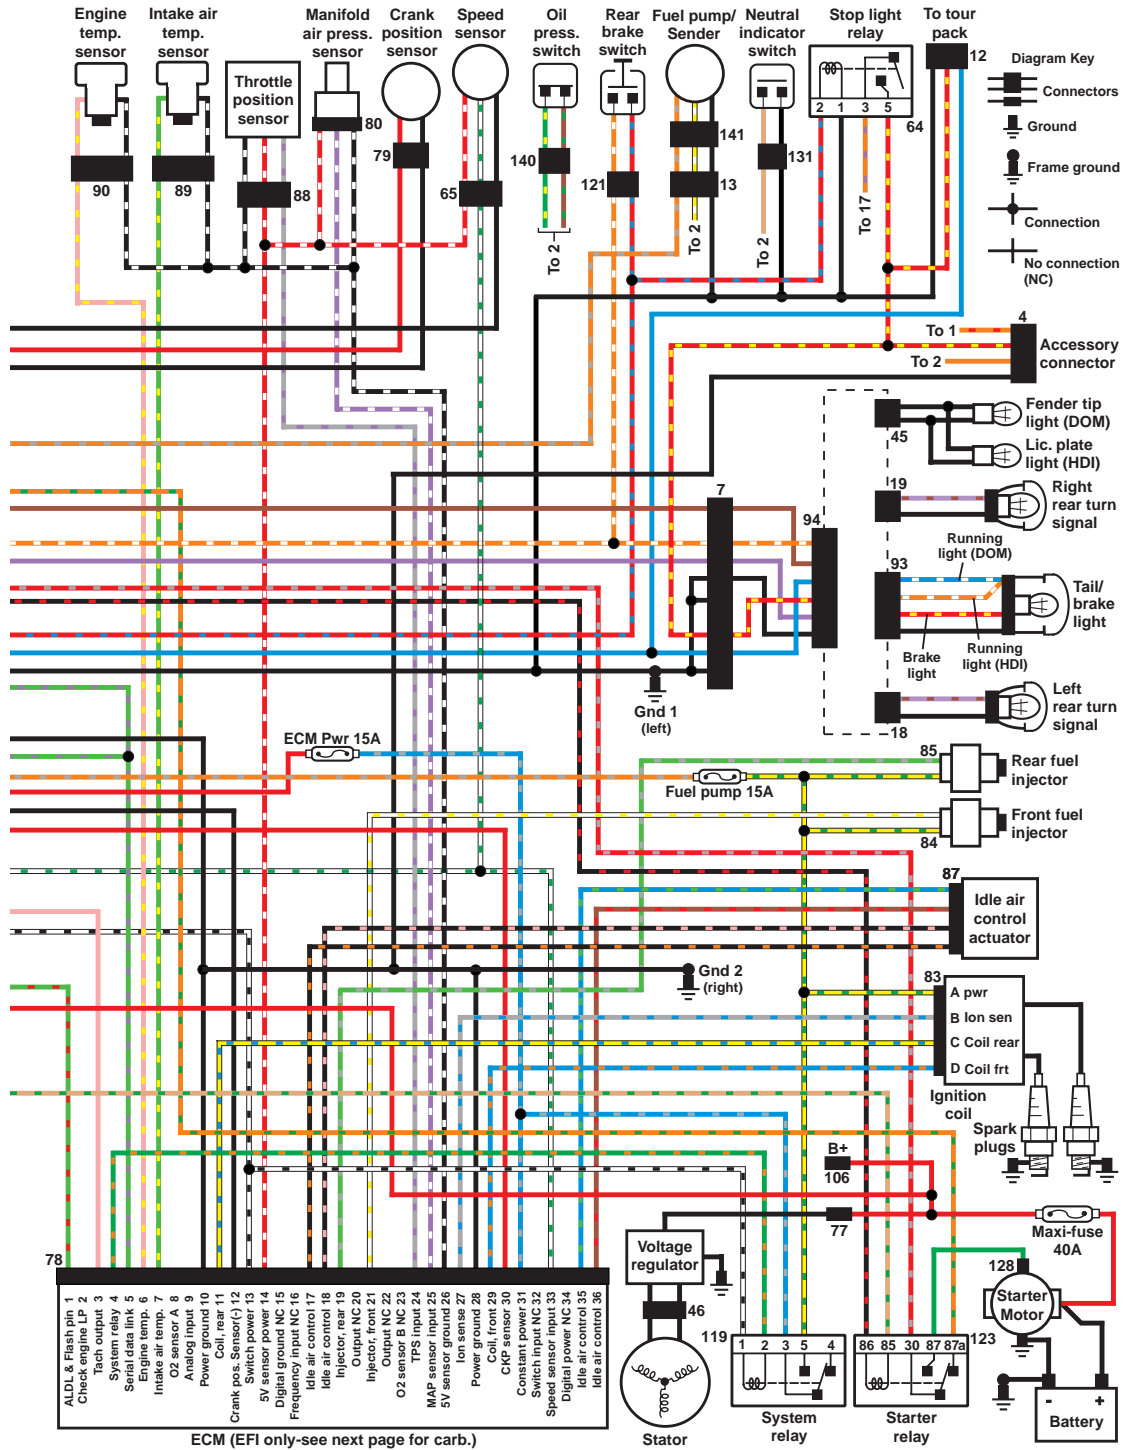 Engine
temp.
sensor
Intake air
temp.
sensor
Manifold
air press.
sensor
Crank
position
sensor
Speed
sensor
Oil
press.
switch
Rear
brake
switch
Fuel pump/
Sender
Neutral
indicator
switch
Stop light
relay
To tour
pack
12
Diagram Key
Connectors
Ground
Frame ground
Connection
No connection
(NC)
Throttle
position
sensor
80
79
90
89
88
65
140
121
141
13
131
2 1 3 5
64
To 2
To 2
To 2
To 17
4
To 1
To 2
Accessory
connector
Fender tip
light (DOM)
45
Lic. plate
light (HDI)
19
Right
rear turn
signal
7
94
Running
light (DOM)
93
Tail/
brake
light
Brake
light
Running
light (HDI)
Gnd 1
(left)
Left
rear turn
signal
18
ECM Pwr 15A
85
Rear fuel
injector
Fuel pump 15A
Front fuel
injector
84
87
Idle air
control
actuator
Gnd 2
(right)
83
A pwr
B Ion sen
C Coil rear
D Coil frt
Ignition
coil
Spark
plugs
B+
106
77
Maxi-fuse
40A
78
Voltage
regulator
46
Stator
128
Starter
Motor
119
1 2 3 5 4
System
relay
86 85 30 87 87a
123
Starter
relay
- +
Battery
ALDL & Flash pin 1
Check engine LP 2
Tach output 3
System relay 4
Serial data link 5
Engine temp. 6
Intake air temp. 7
O2 sensor A 8
Analog input 9
Power ground 10
Coil, rear 11
Crank pos. Sensor(-) 12
Switch power 13
5V sensor power 14
Digital ground NC 15
Frequency input NC 16
Idle air control 17
Idle air control 18
Injector, rear 19
Output NC 20
Injector, front 21
Output NC 22
O2 sensor B NC 23
TPS input 24
MAP sensor input 25
5V sensor ground 26
Ion sense 27
Power ground 28
Coil, front 29
CKP sensor 30
Constant power 31
Switch input NC 32
Speed sensor input 33
Digital power NC 34
Idle air control 35
Idle air control 36
ECM (EFI only-see next page for carb.)